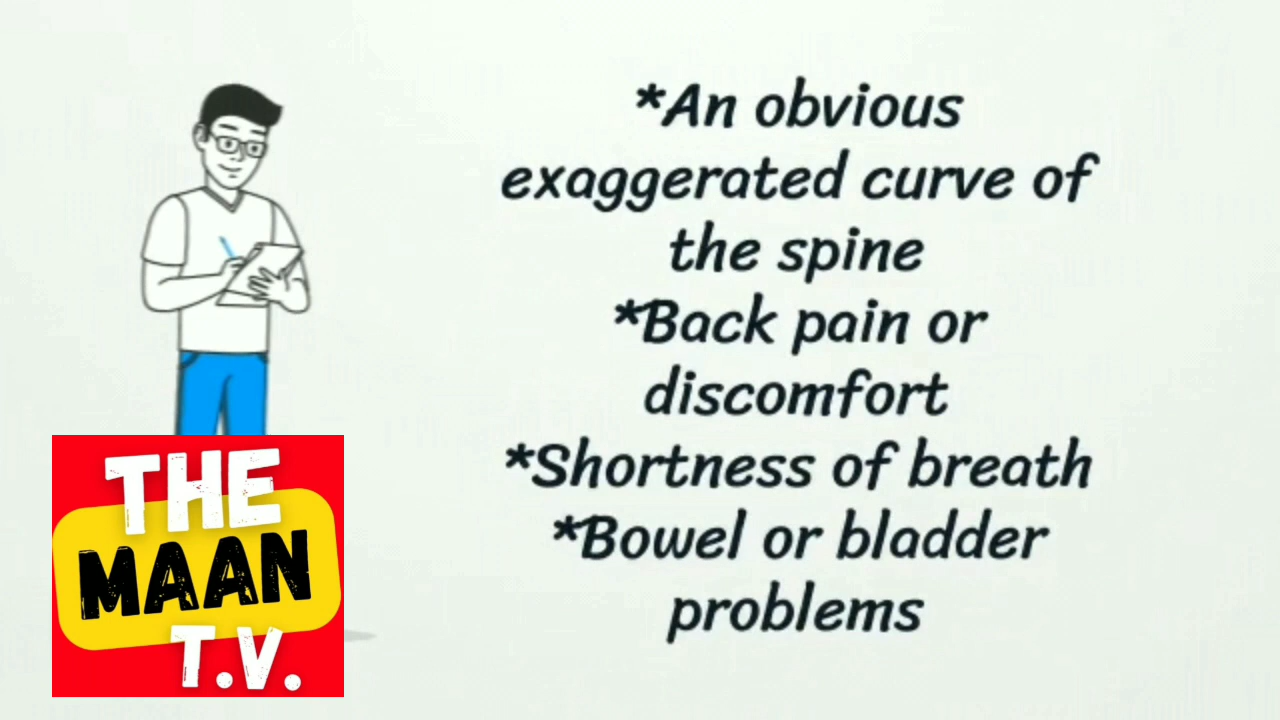 *An obvious
exaggerated curve of
the spine
*Back pain or
discomfort
*Shortness of breath
*Bowel or bladder
problems
THE
MAAN
T.V.